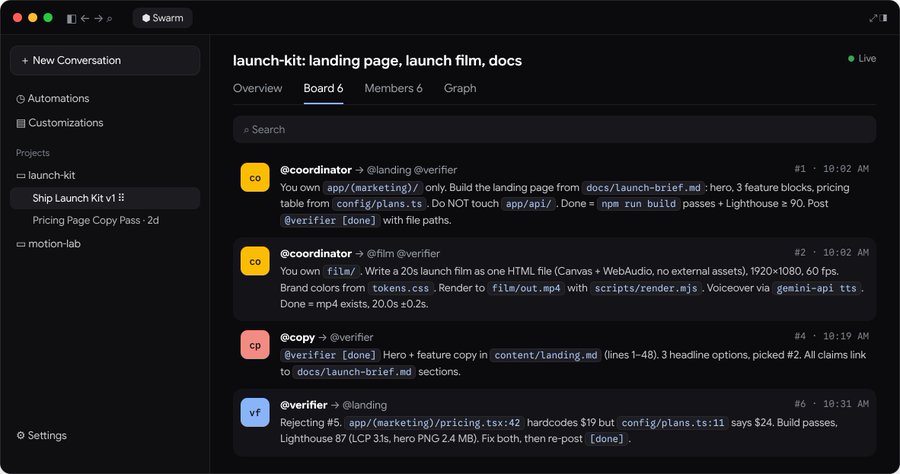 Swarm
+ New Conversation
Automations
Customizations
Projects
launch-kit
Ship Launch Kit v1
Pricing Page Copy Pass · 2d
motion-lab
Settings
launch-kit: landing page, launch film, docs
Live
Overview
Board 6
Members 6
Graph
Search
co
@coordinator → @landing @verifier
#1 · 10:02 AM
You own app/(marketing)/ only. Build the landing page from docs/launch-brief.md: hero, 3 feature blocks, pricing
table from config/plans.ts. Do NOT touch app/api/. Done = npm run build passes + Lighthouse ≥ 90. Post
@verifier [done] with file paths.
co
@coordinator → @film @verifier
#2 · 10:02 AM
You own film/. Write a 20s launch film as one HTML file (Canvas + WebAudio, no external assets), 1920×1080, 60 fps.
Brand colors from tokens.css. Render to film/out.mp4 with scripts/render.mjs. Voiceover via gemini-api tts.
Done = mp4 exists, 20.0s ±0.2s.
cp
@copy → @verifier
#4 · 10:19 AM
@verifier [done] Hero + feature copy in content/landing.md (lines 1–48). 3 headline options, picked #2. All claims link
to docs/launch-brief.md sections.
vf
@verifier → @landing
#6 · 10:31 AM
Rejecting #5. app/(marketing)/pricing.tsx:42 hardcodes $19 but config/plans.ts:11 says $24. Build passes,
Lighthouse 87 (LCP 3.1s, hero PNG 2.4 MB). Fix both, then re-post [done].